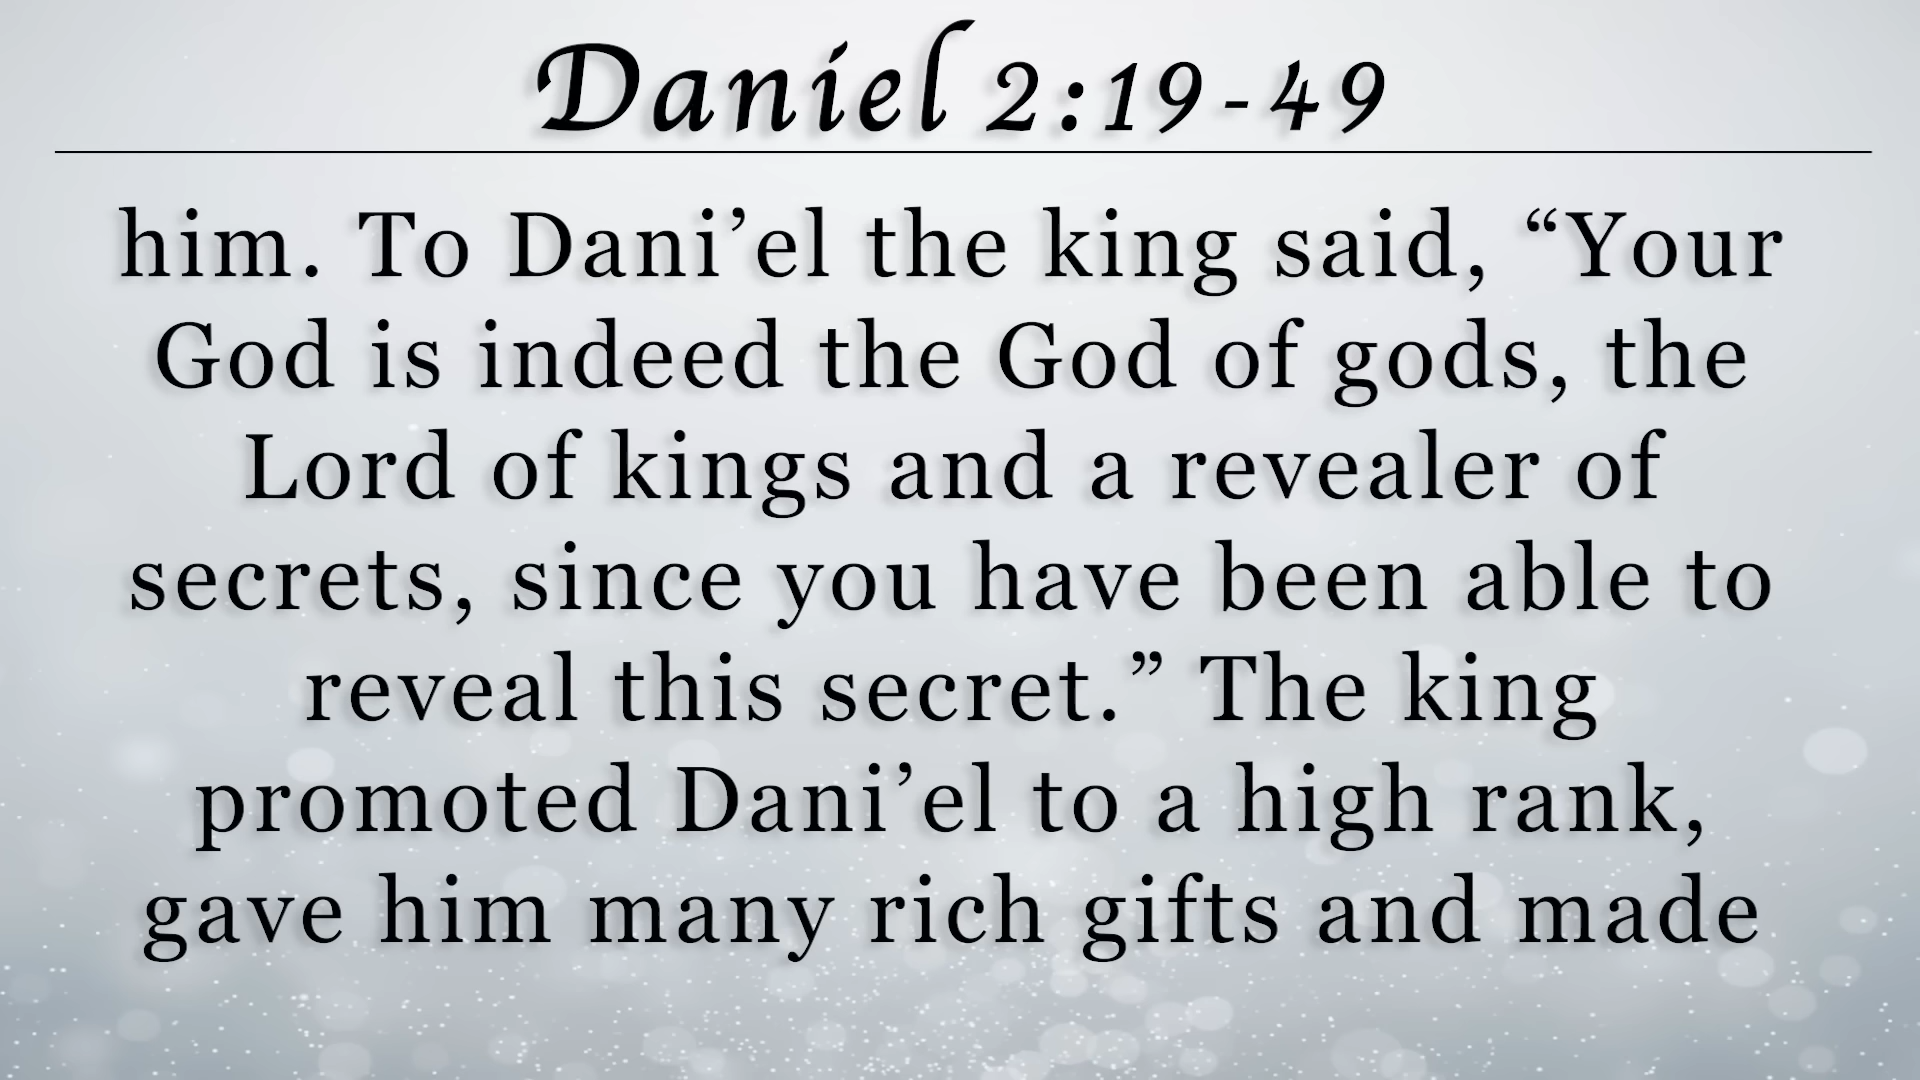 Daniel 2:19-49
him. To Dani’el the king said, “Your
God is indeed the God of gods, the
Lord of kings and a revealer of
secrets, since you have been able to
reveal this secret.” The king
promoted Dani’el to a high rank,
gave him many rich gifts and made